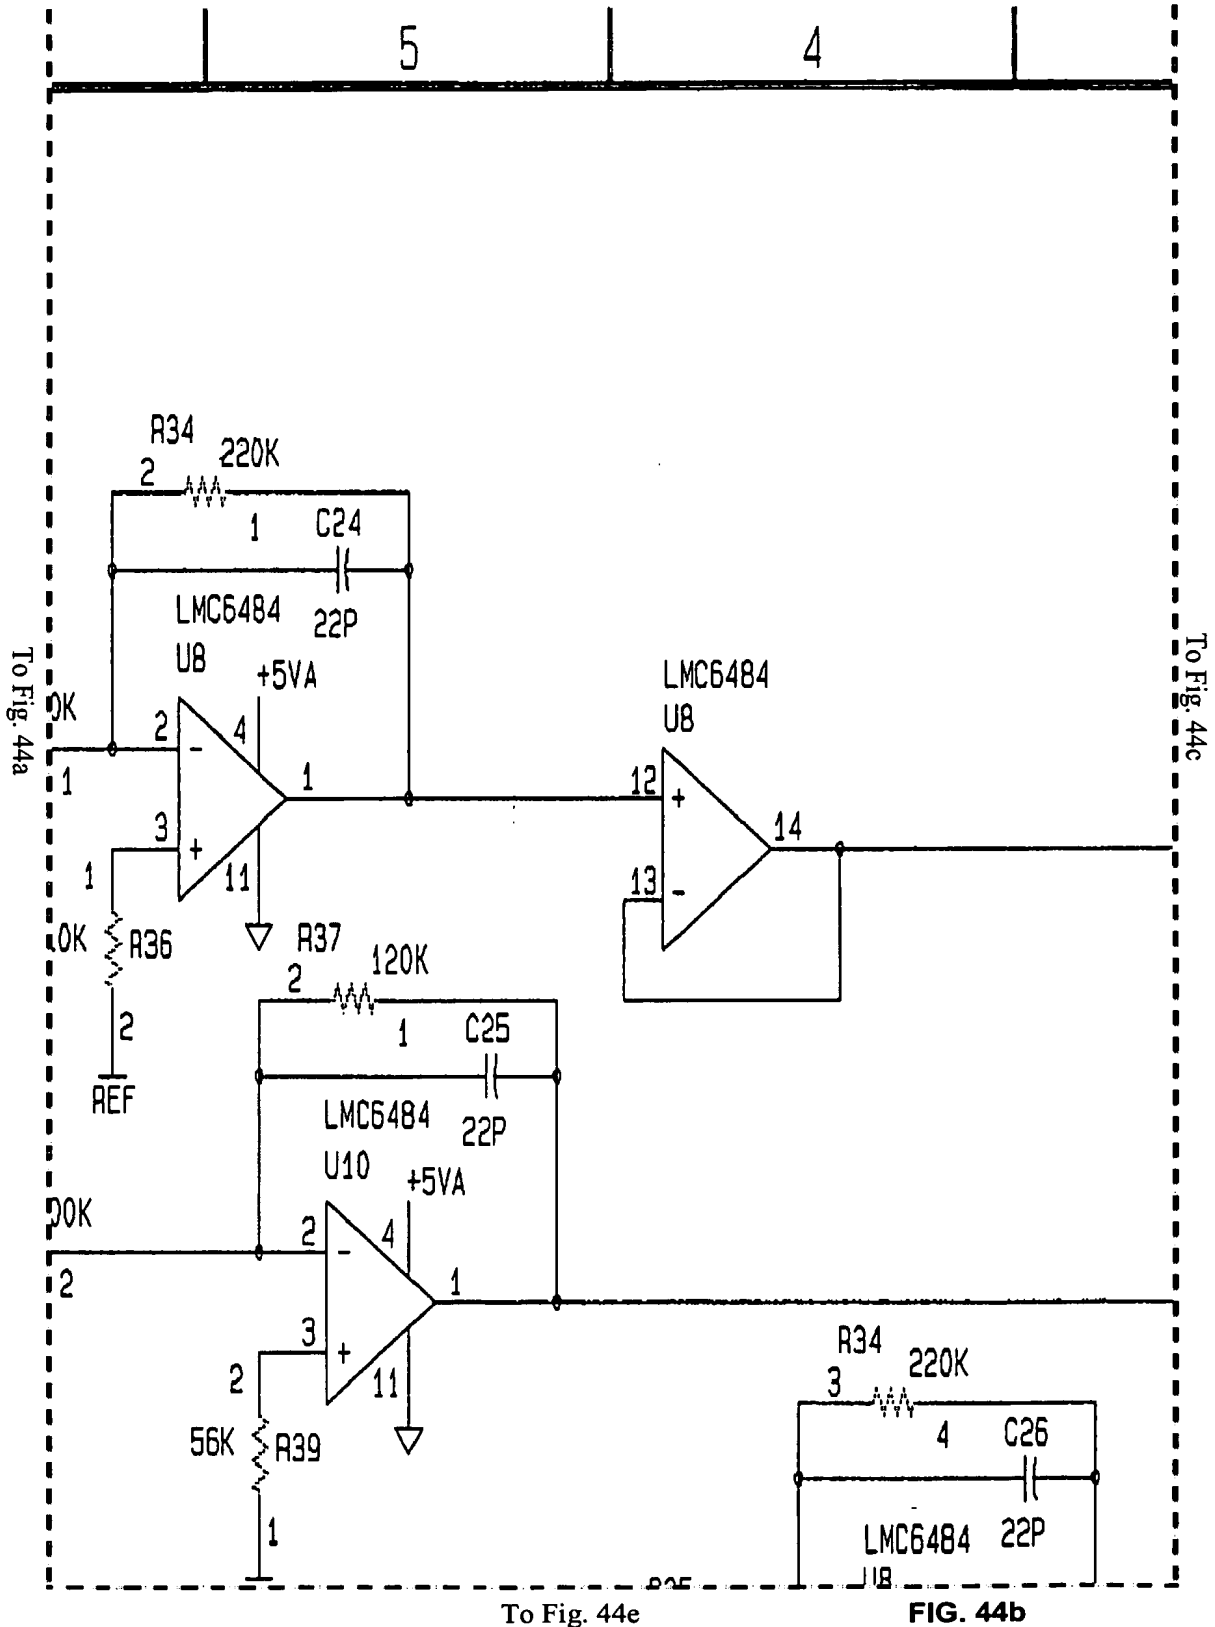 5 4
R34
220K
2
1
C24
22P
LMC6484
U8
+5VA
To Fig. 44a
To Fig. 44c
0K
1
2
-
4
1
3
+
11
1
R36
2
REF
LMC6484
U8
12
+
14
13
-
R37
120K
2
1
C25
22P
LMC6484
U10
+5VA
00K
2
2
-
4
1
3
+
11
2
56K R39
1
R34
220K
3
4
C26
22P
LMC6484
U8
To Fig. 44e
FIG. 44b